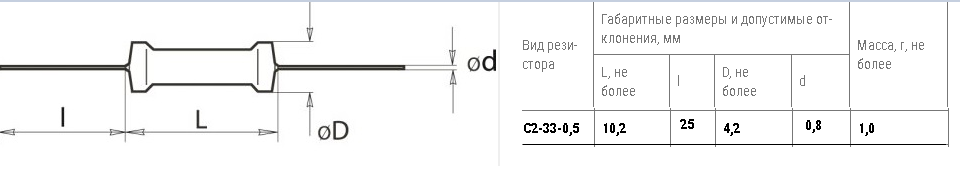 l
L
øD
ød
Вид рези-
стора
Габаритные размеры и допустимые от-
клонения, мм
Масса, г, не
более
L, не
более
l
D, не
более
d
С2-33-0,5 10,2 25 4,2 0,8 1,0